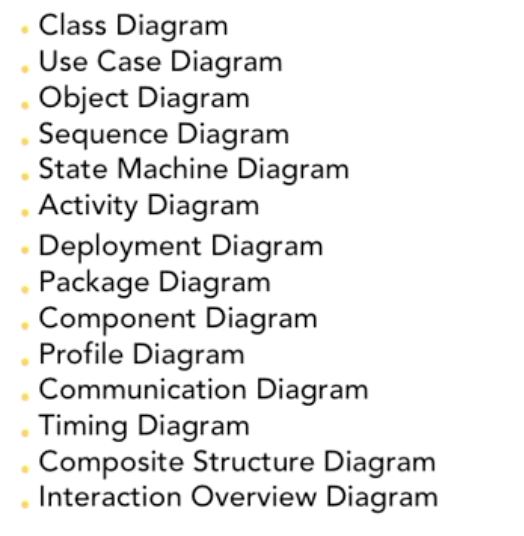 Class Diagram
Use Case Diagram
Object Diagram
Sequence Diagram
State Machine Diagram
Activity Diagram
Deployment Diagram
Package Diagram
Component Diagram
Profile Diagram
Communication Diagram
Timing Diagram
Composite Structure Diagram
Interaction Overview Diagram